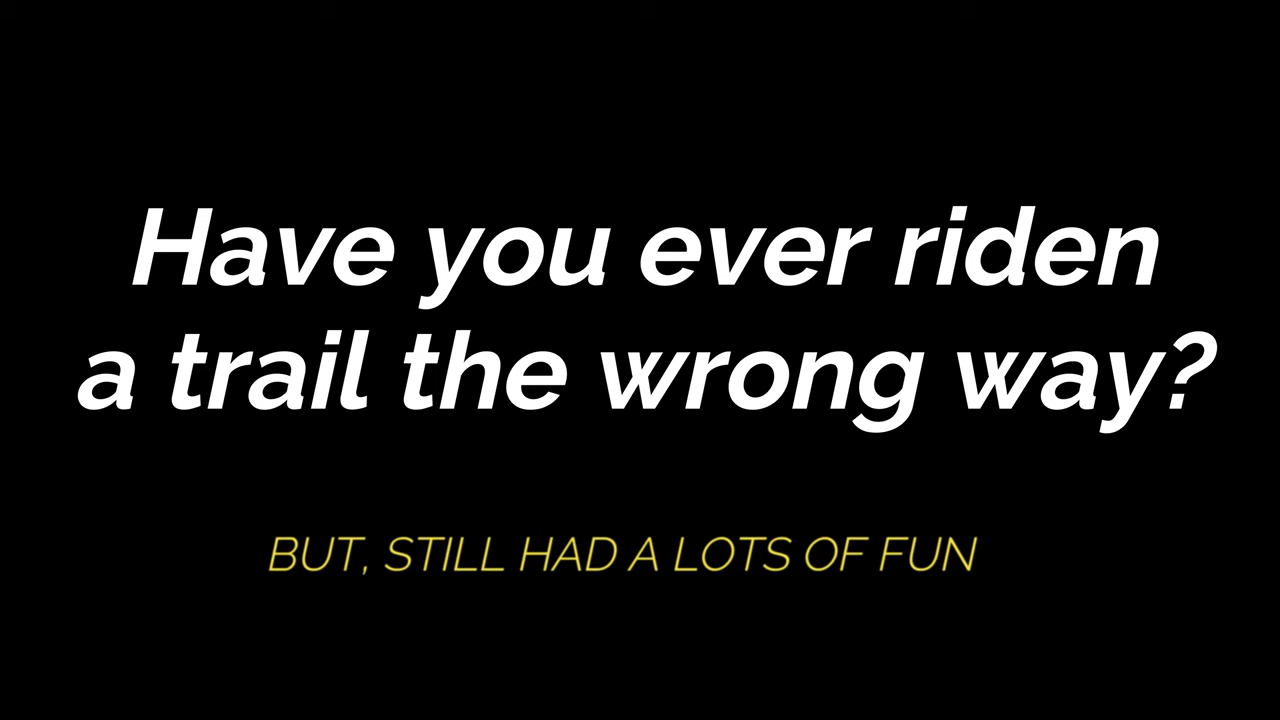 Have you ever riden
a trail the wrong way?
BUT, STILL HAD A LOTS OF FUN